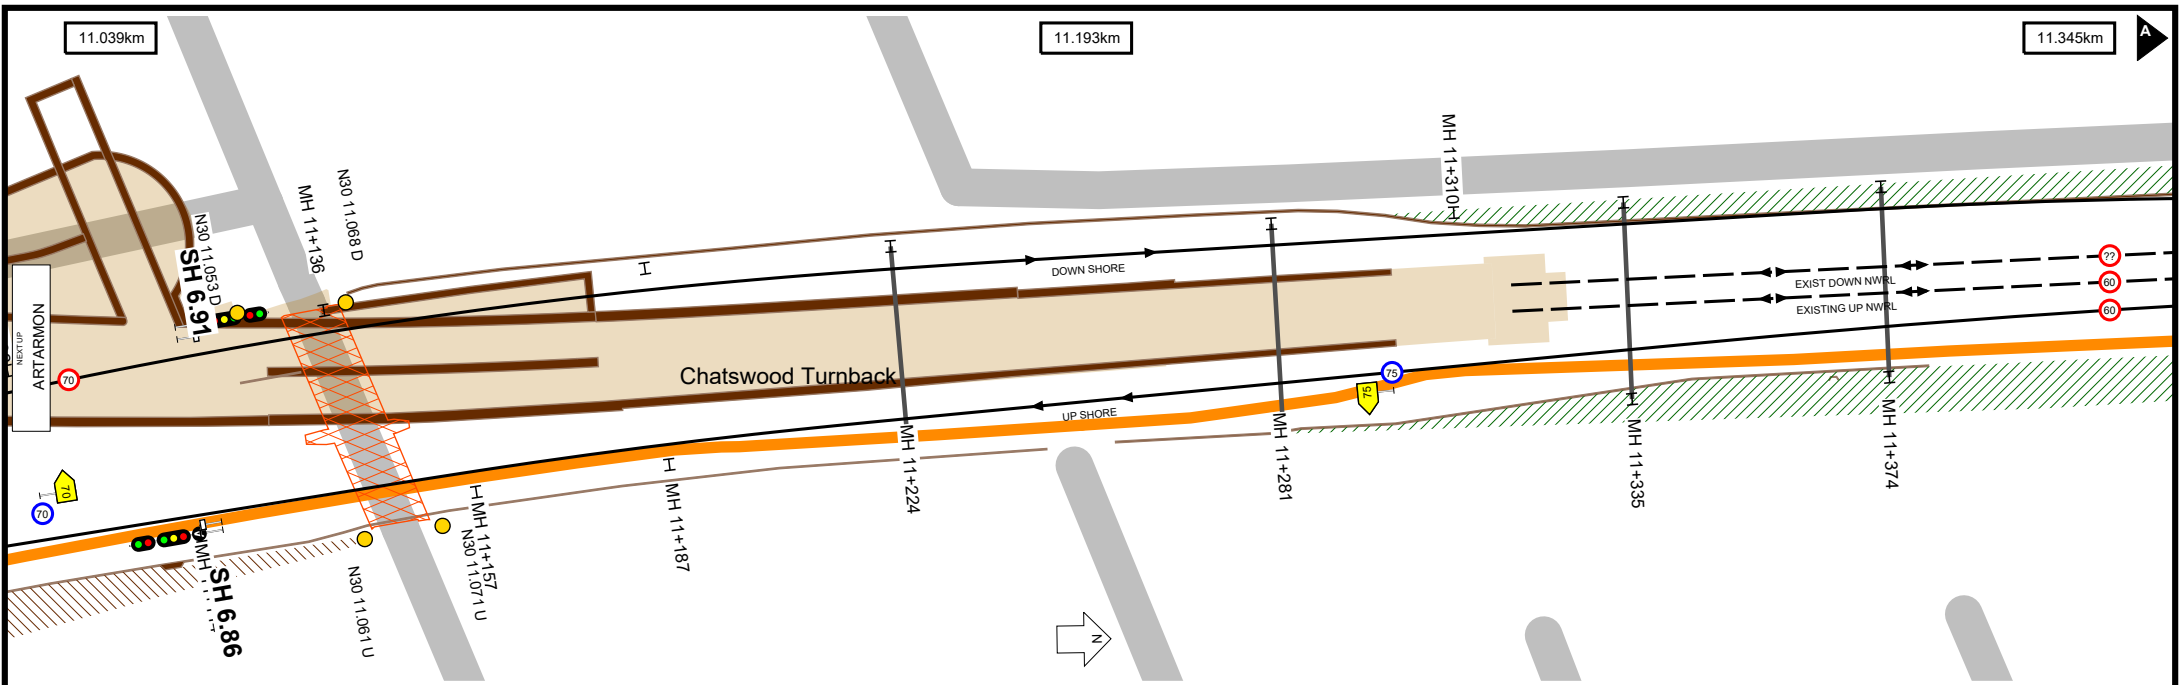 11.039km
11.193km
11.345km
A
MH 11+310
N30 11.068 D
MH 11+136
N30 11.053 D
SH 6.91
DOWN SHORE
??
EXIST DOWN NWRL
60
EXISTING UP NWRL
60
NEXT UP
ARTARMON
70
Chatswood Turnback
75
75
UP SHORE
MH 11+224
MH 11+281
MH 11+335
MH 11+374
70
70
MH 11+187
MH 11+157
N30 11.071 U
MH
SH 6.86
N30 11.061 U
N